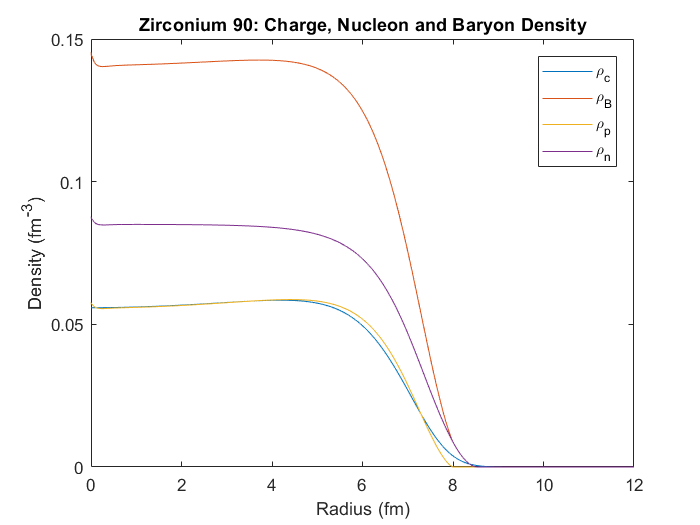 Zirconium 90: Charge, Nucleon and Baryon Density
0.15
0.1
0.05
0
Density (fm-3)
ρc
ρB
ρp
ρn
0 2 4 6 8 10 12
Radius (fm)